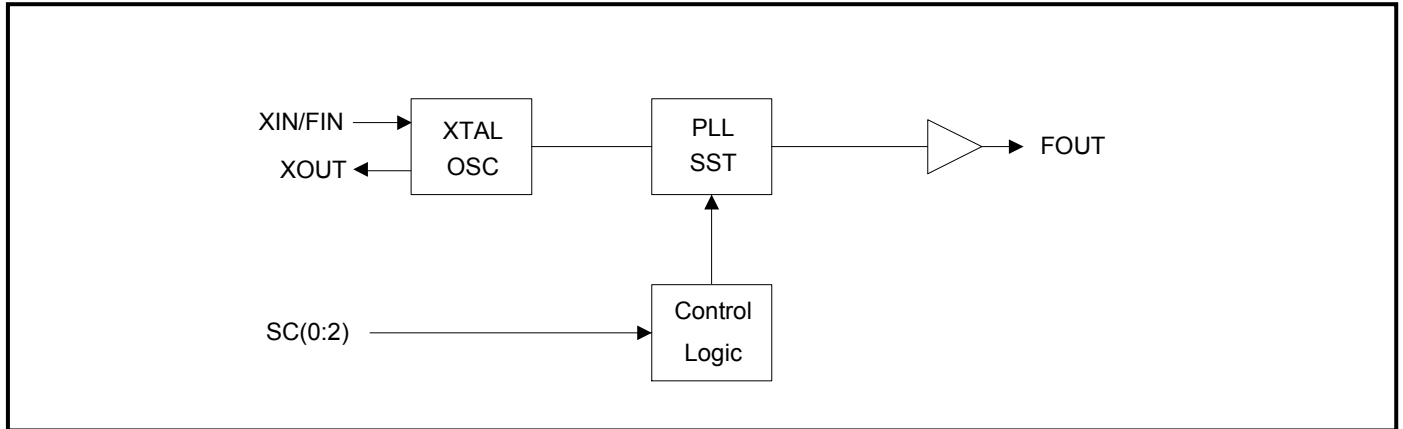 XIN/FIN
XOUT
XTAL
OSC
PLL
SST
FOUT
SC(0:2)
Control
Logic